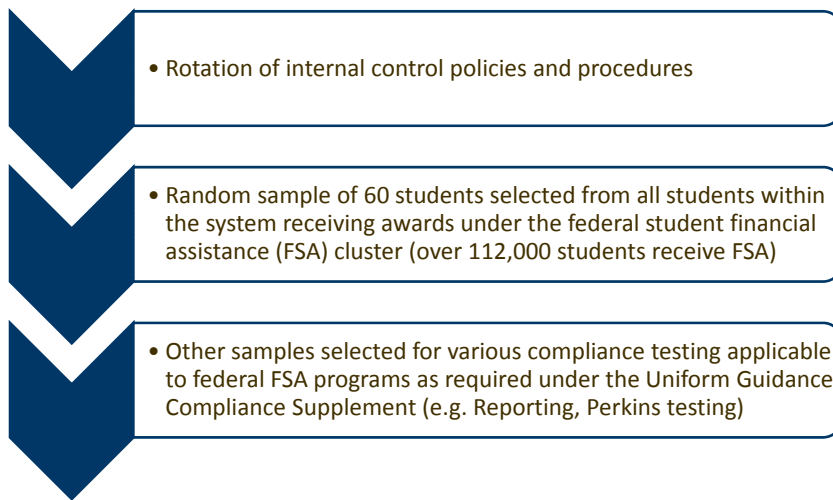 • Rotation of internal control policies and procedures
• Random sample of 60 students selected from all students within
the system receiving awards under the federal student financial
assistance (FSA) cluster (over 112,000 students receive FSA)
• Other samples selected for various compliance testing applicable
to federal FSA programs as required under the Uniform Guidance
Compliance Supplement (e.g. Reporting, Perkins testing)